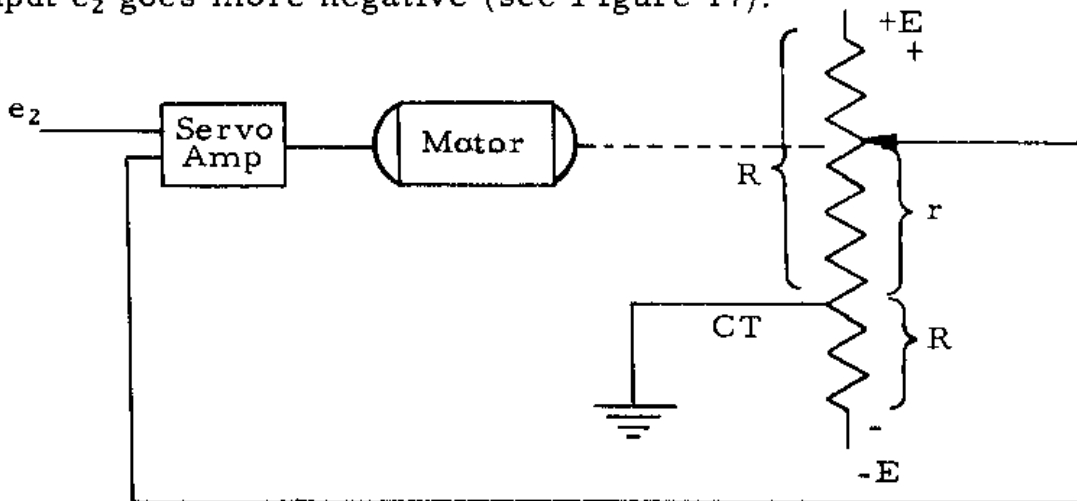 put e₂ goes more negative (see Figure 17).
+E
+
e₂
Servo
Amp
Motor
R
r
CT
R
-
-E